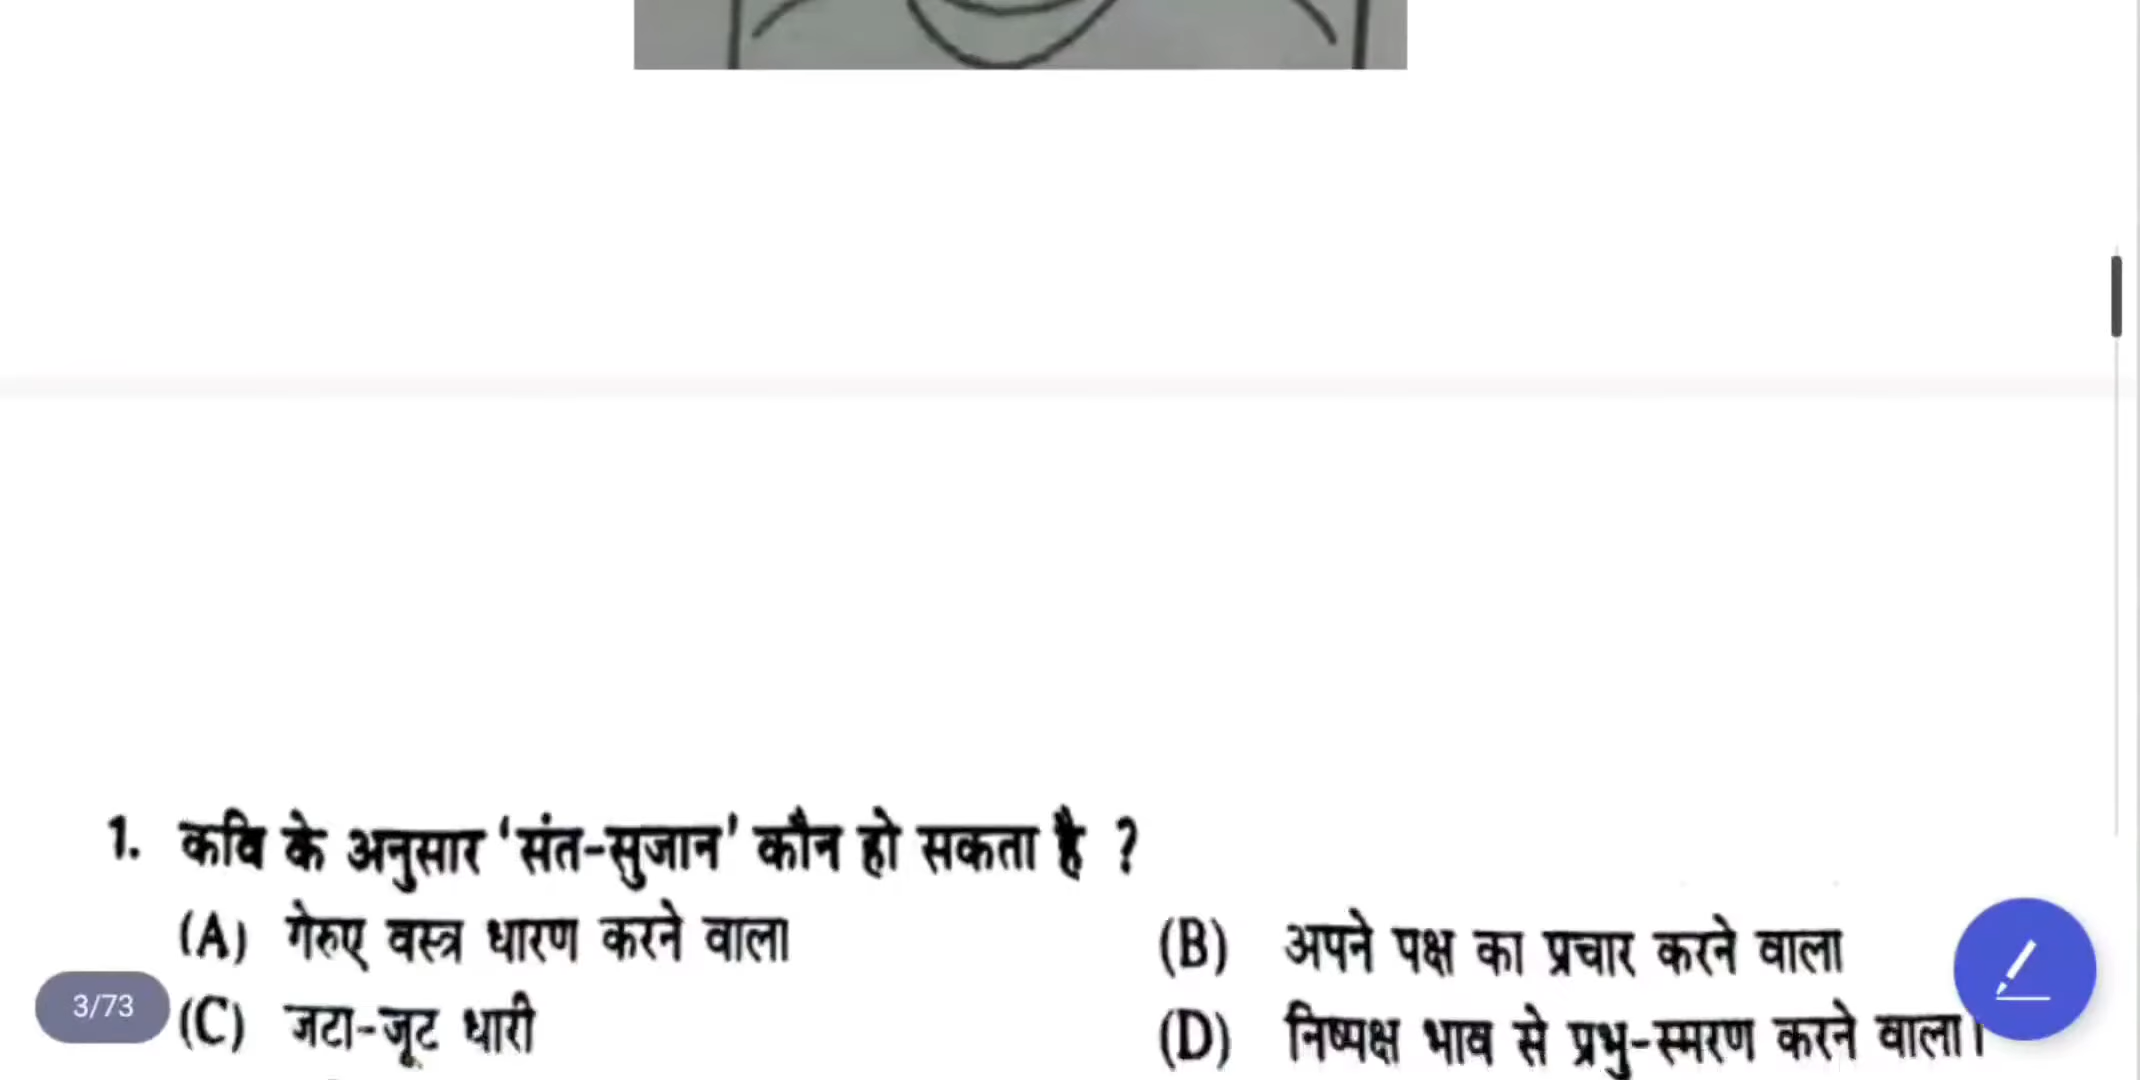 1. कवि के अनुसार 'संत-सुजान' कौन हो सकता है ?
(A) गेरुए वस्त्र धारण करने वाला (B) अपने पक्ष का प्रचार करने वाला
3/73 (C) जटा-जूट धारी (D) निष्पक्ष भाव से प्रभु-स्मरण करने वाला।